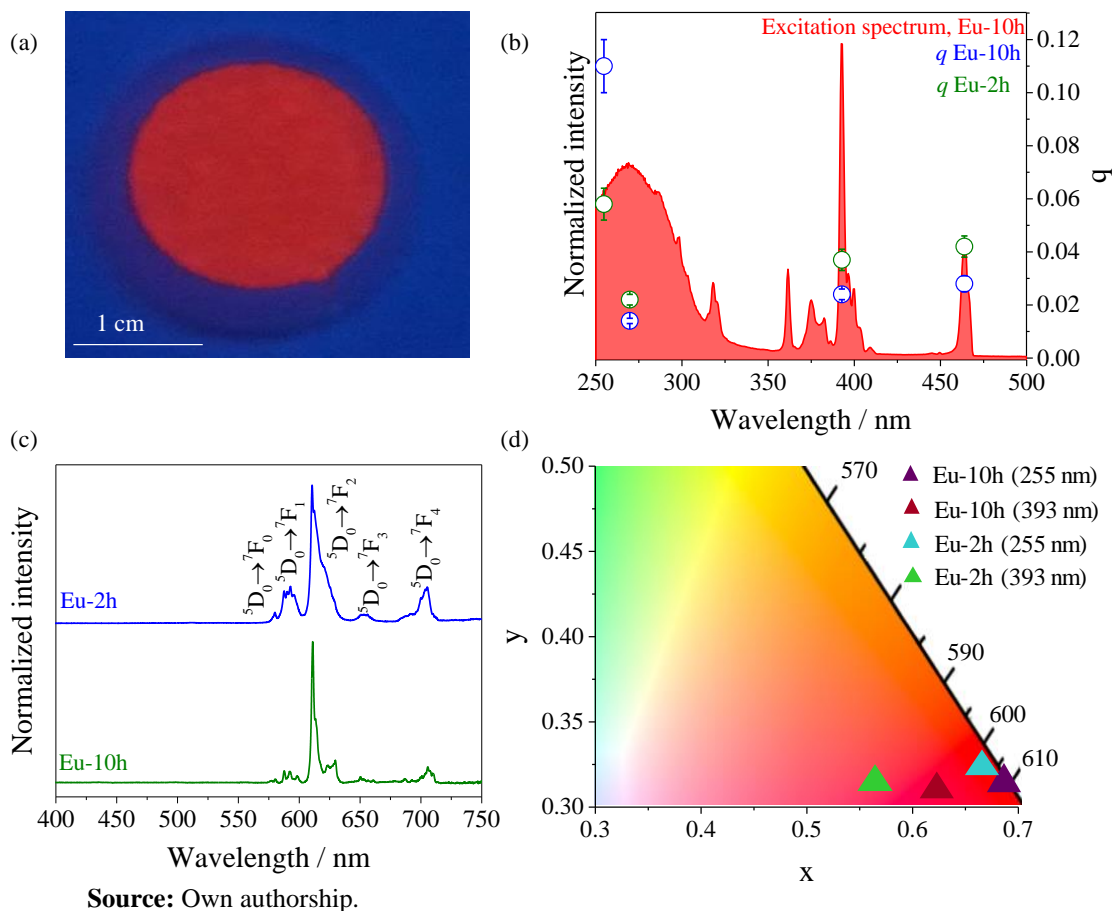 (a)
1 cm
(b)
Excitation spectrum, Eu-10h
q Eu-10h
q Eu-2h
Normalized intensity
0.12
0.10
0.08
0.06
0.04
0.02
0.00
q
250 300 350 400 450 500
Wavelength / nm
(c)
⁵D₀→⁷F₀
⁵D₀→⁷F₁
⁵D₀→⁷F₂
⁵D₀→⁷F₃
⁵D₀→⁷F₄
Eu-2h
Eu-10h
Normalized intensity
400 450 500 550 600 650 700 750
Wavelength / nm
(d)
0.50
0.45
0.40
0.35
0.30
y
570
590
600
610
Eu-10h (255 nm)
Eu-10h (393 nm)
Eu-2h (255 nm)
Eu-2h (393 nm)
0.3 0.4 0.5 0.6 0.7
x
Source: Own authorship.